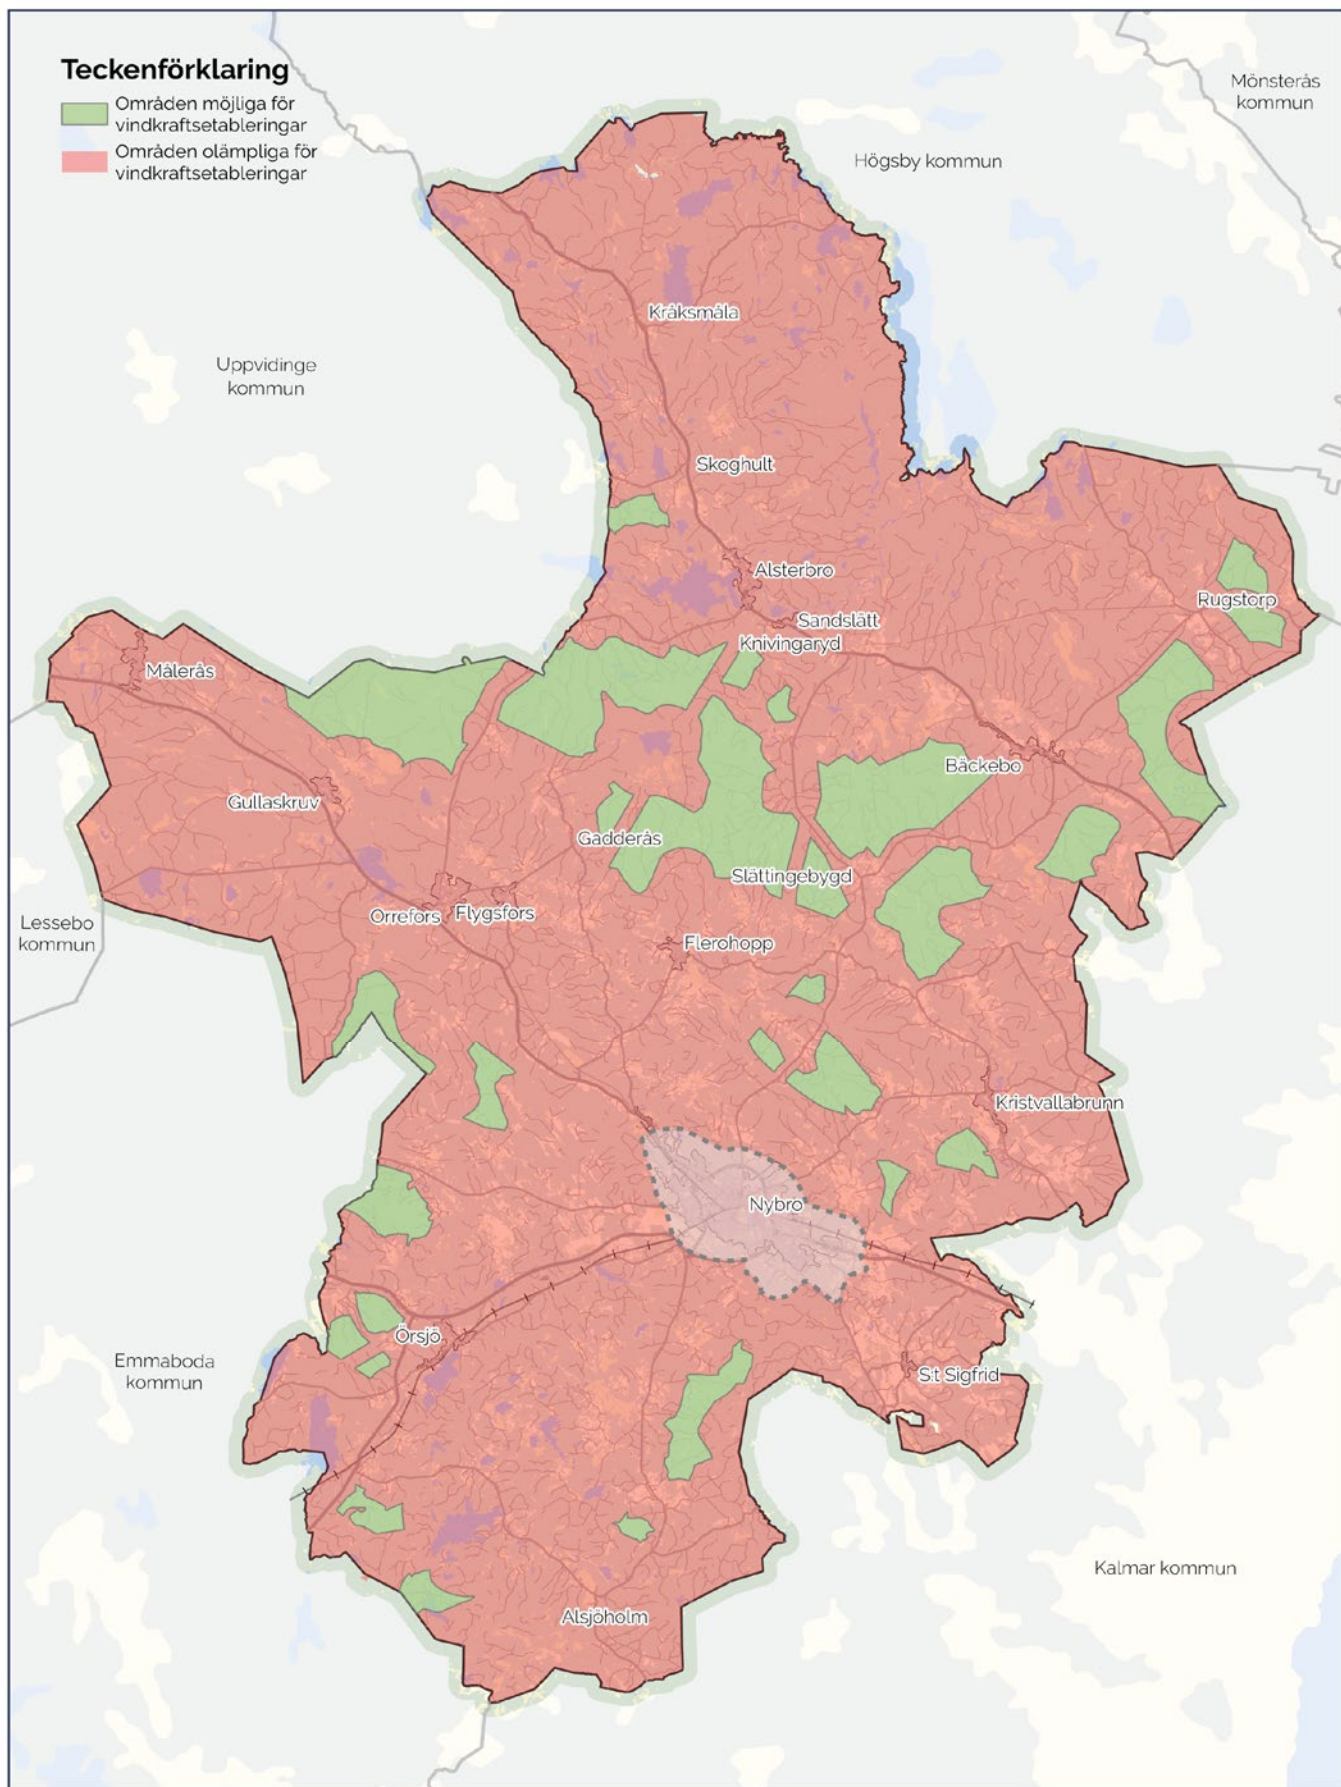 Teckenförklaring
Områden möjliga för
vindkraftsetableringar
Områden olämpliga för
vindkraftsetableringar
Mönsterås
kommun
Högsby kommun
Kråksmåla
Uppvidinge
kommun
Skoghult
Alsterbro
Rugstorp
Sandslätt
Knivingaryd
Målerås
Bäckebo
Gullaskruv
Gadderås
Slättingebygd
Orrefors
Flygsfors
Lessebo
kommun
Flerohopp
Kristvallabrunn
Nybro
Örsjö
Emmaboda
kommun
S:t Sigfrid
Kalmar kommun
Alsjöholm